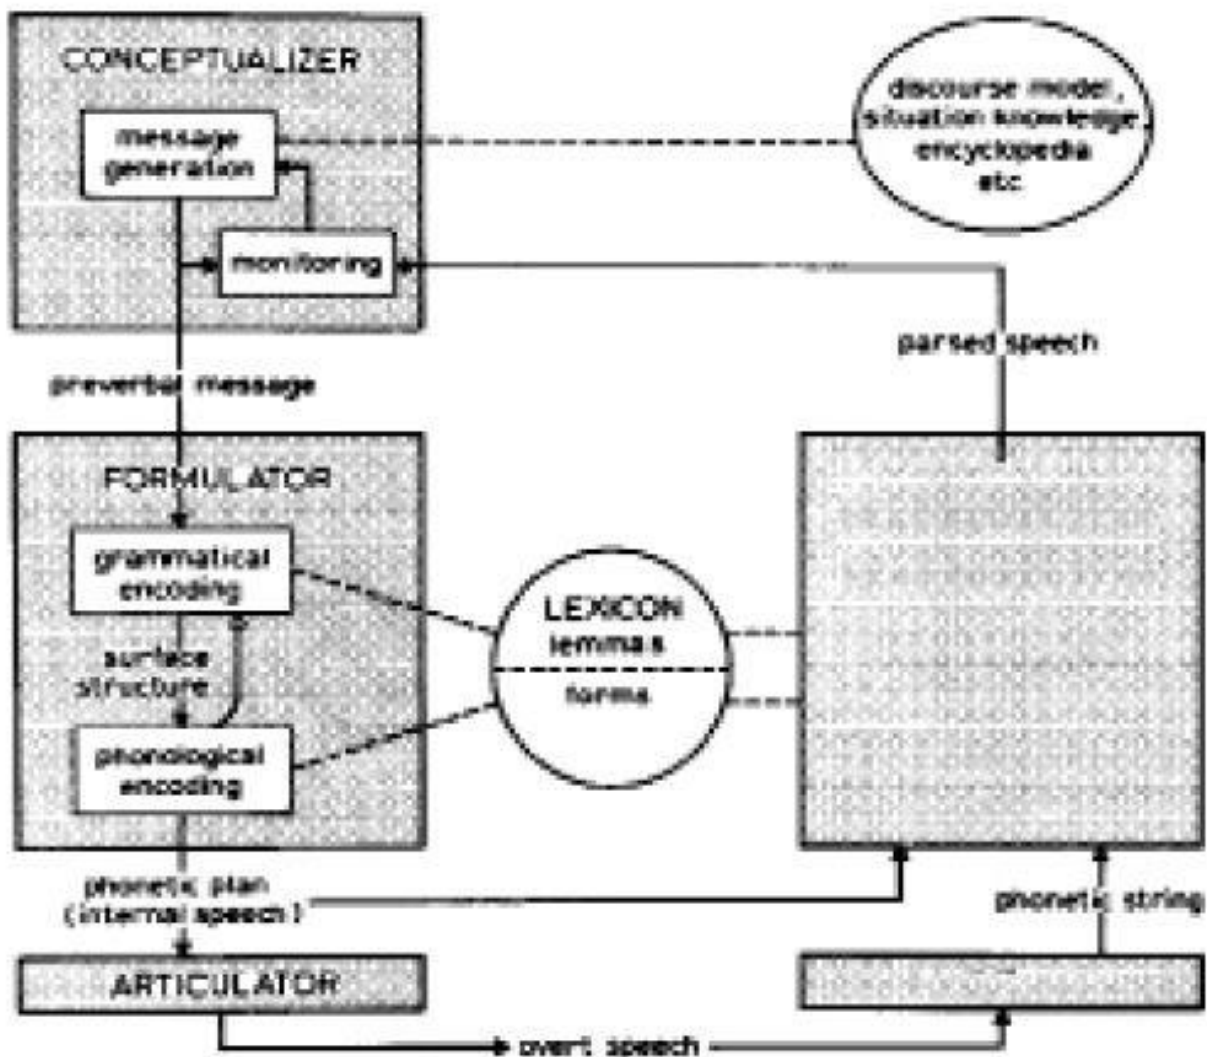 CONCEPTUALIZER
message
generation
monitoring
discourse model,
situation knowledge
encyclopedia
etc
parsed speech
preverbal message
FORMULATOR
grammatical
encoding
surface
structure
phonological
encoding
LEXICON
lemmas
forms
phonetic plan
(internal speech)
phonetic string
ARTICULATOR
overt speech